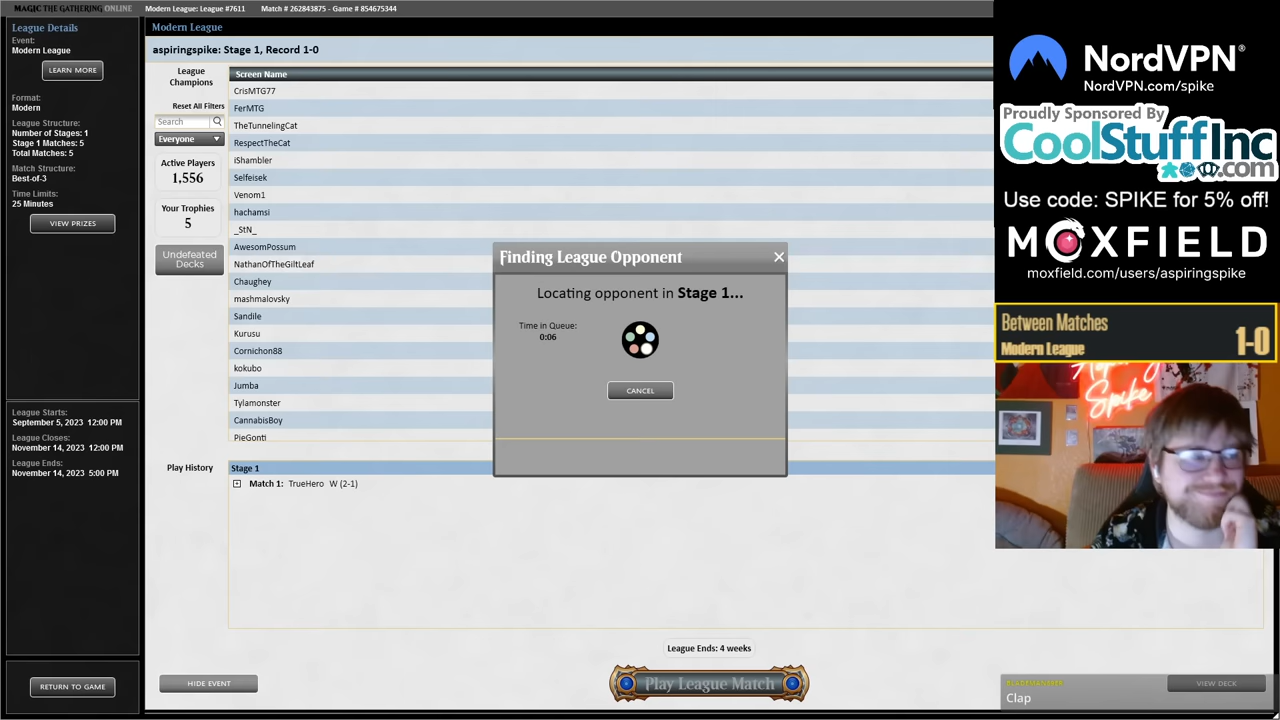 MAGIC THE GATHERING ONLINE
Modern League: League #7611
Match # 262843875 - Game # 854675344
League Details
Event:
Modern League
LEARN MORE
Format:
Modern
League Structure:
Number of Stages: 1
Stage 1 Matches: 5
Total Matches: 5
Match Structure:
Best-of-3
Time Limits:
25 Minutes
VIEW PRIZES
League Starts:
September 5, 2023 12:00 PM
League Closes:
November 14, 2023 12:00 PM
League Ends:
November 14, 2023 5:00 PM
RETURN TO GAME
Modern League
aspiringspike: Stage 1, Record 1-0
League
Champions
Reset All Filters
Search
Everyone
Active Players
1,556
Your Trophies
5
Undefeated
Decks
Screen Name
CrisMTG77
FerMTG
TheTunnelingCat
RespectTheCat
iShambler
Selfeisek
Venom1
hachamsi
_StN_
AwesomPossum
NathanOfTheGiltLeaf
Chaughey
mashmalovsky
Sandile
Kurusu
Cornichon88
kokubo
Jumba
Tylamonster
CannabisBoy
PieGonti
Finding League Opponent
Locating opponent in Stage 1...
Time in Queue:
0:06
CANCEL
Play History
Stage 1
Match 1: TrueHero W (2-1)
League Ends: 4 weeks
HIDE EVENT
Play League Match
VIEW DECK
Clap
NordVPN®
NordVPN.com/spike
Proudly Sponsored By
CoolStuffInc
.com
Use code: SPIKE for 5% off!
MOXFIELD
moxfield.com/users/aspiringspike
Between Matches
Modern League
1-0
Spike